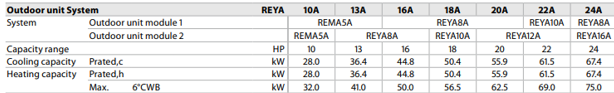 Outdoor unit System REYA 10A 13A 16A 18A 20A 22A 24A
System Outdoor unit module 1 REMA5A REYA8A REYA10A REYA8A
Outdoor unit module 2 REMA5A REYA8A REYA10A REYA12A REYA16A
Capacity range HP 10 13 16 18 20 22 24
Cooling capacity Prated,c kW 28.0 36.4 44.8 50.4 55.9 61.5 67.4
Heating capacity Prated,h kW 28.0 36.4 44.8 50.4 55.9 61.5 67.4
Max. 6°CWB kW 32.0 41.0 50.0 56.5 62.5 69.0 75.0